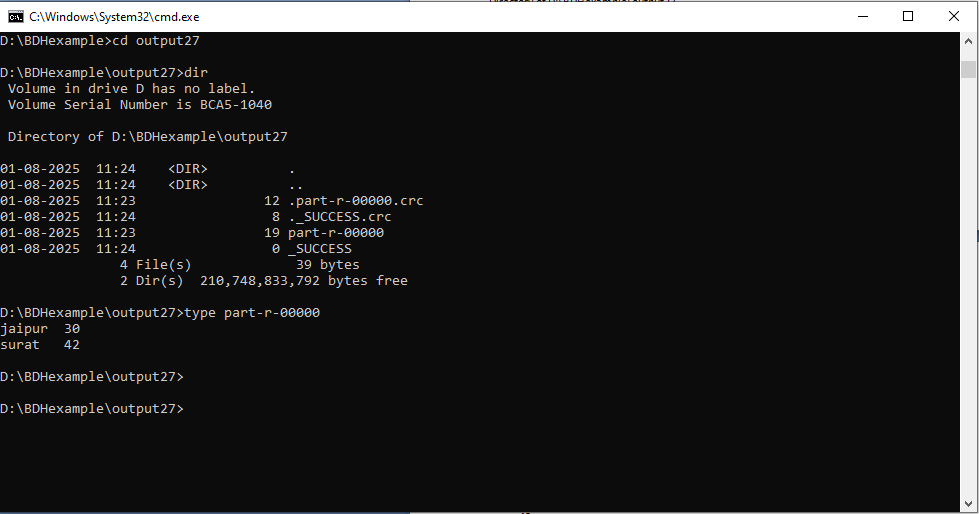 C:\Windows\System32\cmd.exe
D:\BDHexample>cd output27
D:\BDHexample\output27>dir
 Volume in drive D has no label.
 Volume Serial Number is BCA5-1040
 Directory of D:\BDHexample\output27
01-08-2025  11:24    <DIR>          .
01-08-2025  11:24    <DIR>          ..
01-08-2025  11:23                12 .part-r-00000.crc
01-08-2025  11:24                 8 ._SUCCESS.crc
01-08-2025  11:23                19 part-r-00000
01-08-2025  11:24                 0 _SUCCESS
               4 File(s)             39 bytes
               2 Dir(s)  210,748,833,792 bytes free
D:\BDHexample\output27>type part-r-00000
jaipur  30
surat   42
D:\BDHexample\output27>
D:\BDHexample\output27>